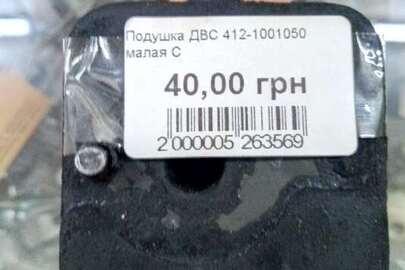 Подушка ДВС 412-1001050
малая С
40,00 грн
2 000005 263569